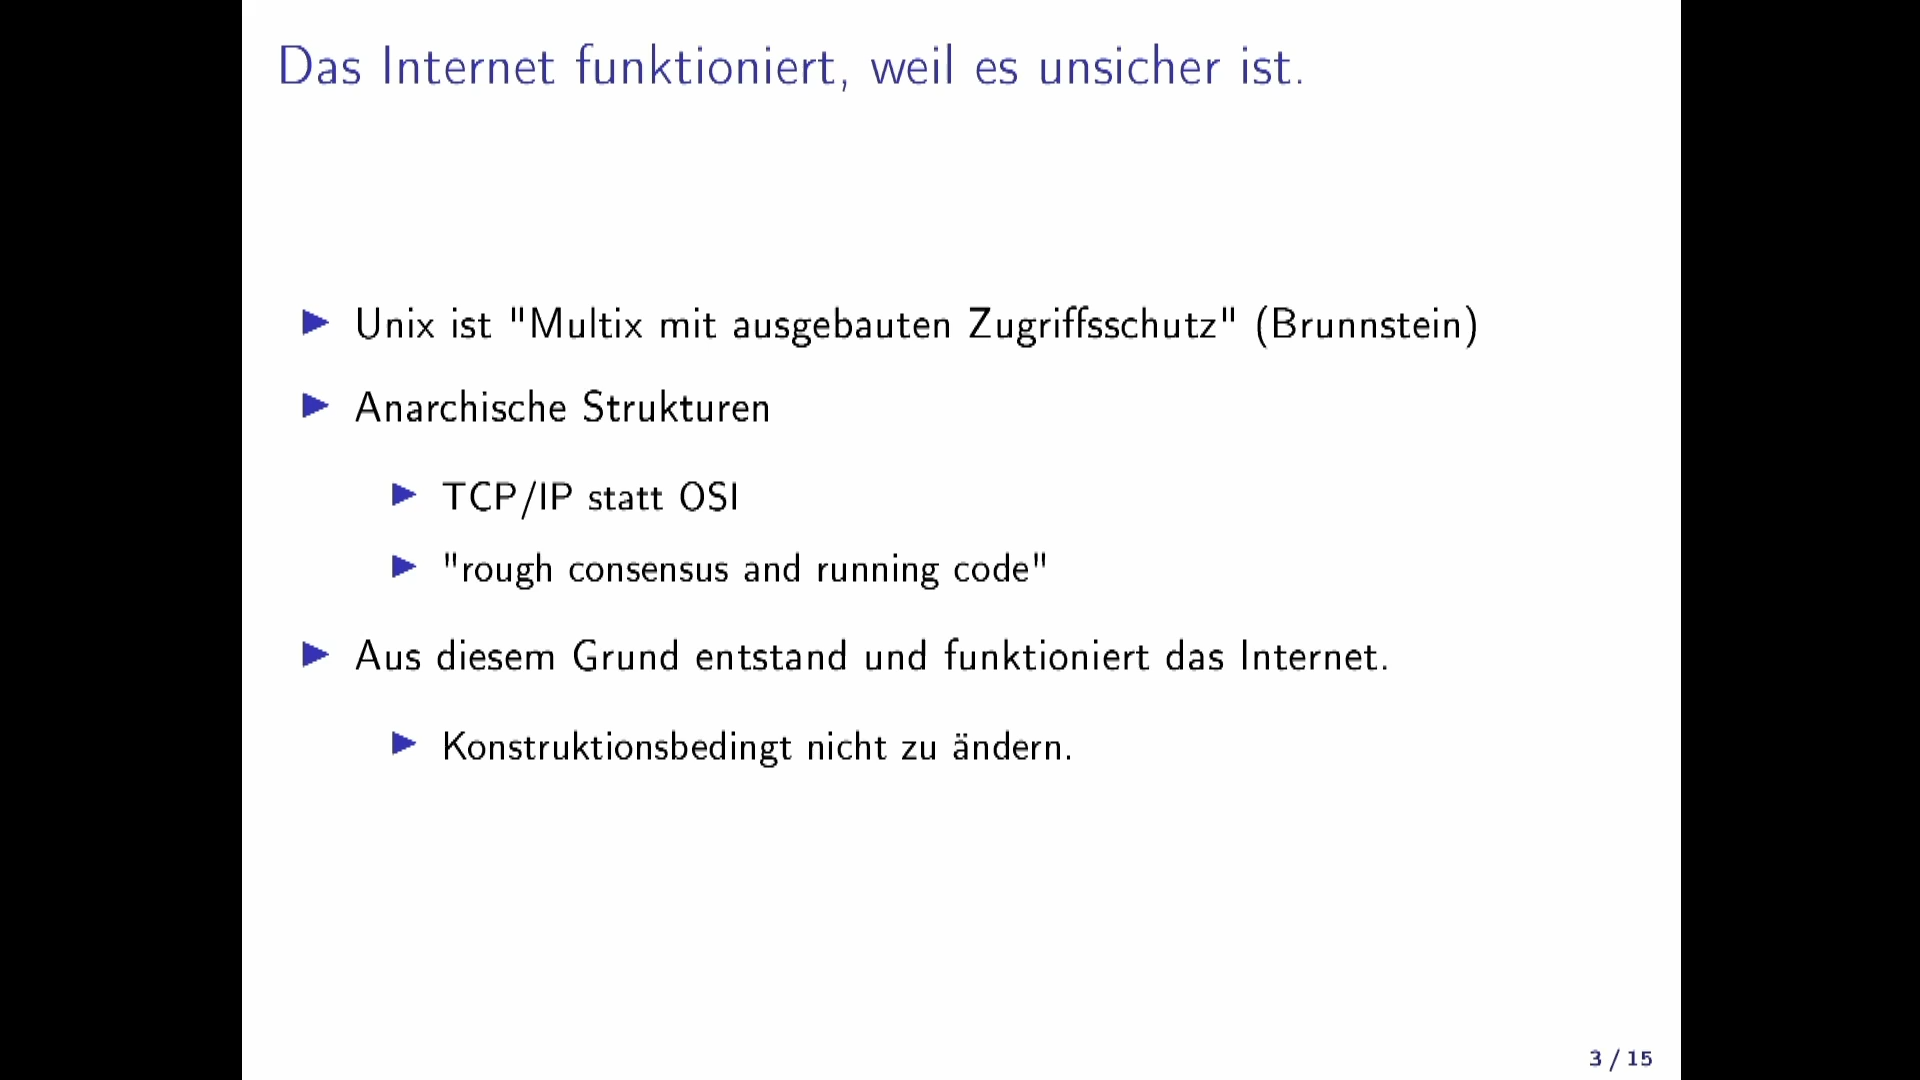 Das Internet funktioniert, weil es unsicher ist.
Unix ist "Multix mit ausgebauten Zugriffsschutz" (Brunnstein)
Anarchische Strukturen
TCP/IP statt OSI
"rough consensus and running code"
Aus diesem Grund entstand und funktioniert das Internet.
Konstruktionsbedingt nicht zu ändern.
3 / 15